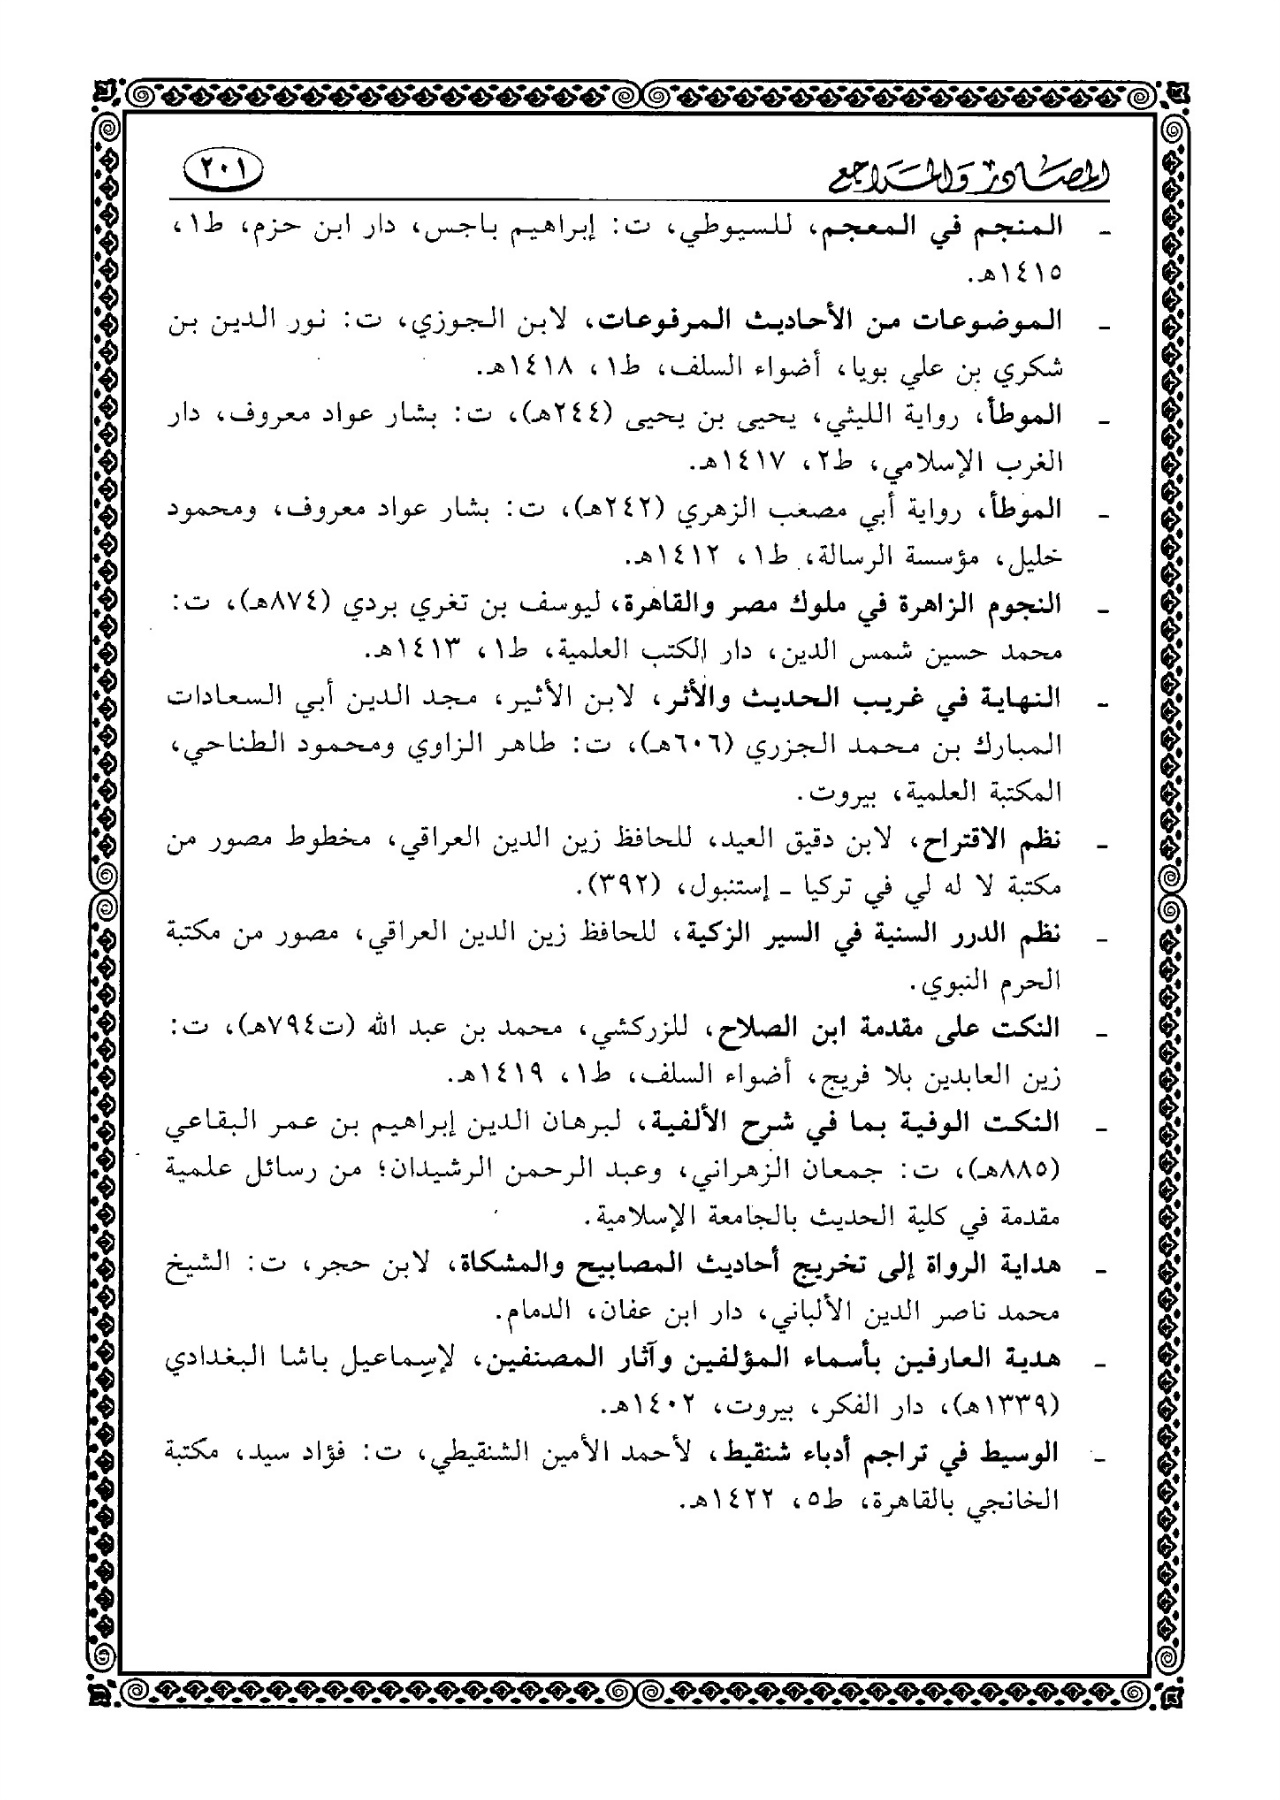 المصادر والمراجع
٢٠١
- المنجم في المعجم، للسيوطي، ت: إبراهيم باجس، دار ابن حزم، ط١،
١٤١٥هـ.
- الموضوعات من الأحاديث المرفوعات، لابن الجوزي، ت: نور الدين بن
شكري بن علي بويا، أضواء السلف، ط١، ١٤١٨هـ.
- الموطأ، رواية الليثي، يحيى بن يحيى (٢٤٤هـ)، ت: بشار عواد معروف، دار
الغرب الإسلامي، ط٢، ١٤١٧هـ.
- الموطأ، رواية أبي مصعب الزهري (٢٤٢هـ)، ت: بشار عواد معروف، ومحمود
خليل، مؤسسة الرسالة، ط١، ١٤١٢هـ.
- النجوم الزاهرة في ملوك مصر والقاهرة، ليوسف بن تغري بردي (٨٧٤هـ)، ت:
محمد حسين شمس الدين، دار الكتب العلمية، ط١، ١٤١٣هـ.
- النهاية في غريب الحديث والأثر، لابن الأثير، مجد الدين أبي السعادات
المبارك بن محمد الجزري (٦٠٦هـ)، ت: طاهر الزاوي ومحمود الطناحي،
المكتبة العلمية، بيروت.
- نظم الاقتراح، لابن دقيق العيد، للحافظ زين الدين العراقي، مخطوط مصور من
مكتبة لا له لي في تركيا - إستنبول، (٣٩٢).
- نظم الدرر السنية في السير الزكية، للحافظ زين الدين العراقي، مصور من مكتبة
الحرم النبوي.
- النكت على مقدمة ابن الصلاح، للزركشي، محمد بن عبد الله (ت٧٩٤هـ)، ت:
زين العابدين بلا فريج، أضواء السلف، ط١، ١٤١٩هـ.
- النكت الوفية بما في شرح الألفية، لبرهان الدين إبراهيم بن عمر البقاعي
(٨٨٥هـ)، ت: جمعان الزهراني، وعبد الرحمن الرشيدان؛ من رسائل علمية
مقدمة في كلية الحديث بالجامعة الإسلامية.
- هداية الرواة إلى تخريج أحاديث المصابيح والمشكاة، لابن حجر، ت: الشيخ
محمد ناصر الدين الألباني، دار ابن عفان، الدمام.
- هدية العارفين بأسماء المؤلفين وآثار المصنفين، لإسماعيل باشا البغدادي
(١٣٣٩هـ)، دار الفكر، بيروت، ١٤٠٢هـ.
- الوسيط في تراجم أدباء شنقيط، لأحمد الأمين الشنقيطي، ت: فؤاد سيد، مكتبة
الخانجي بالقاهرة، ط٥، ١٤٢٢هـ.